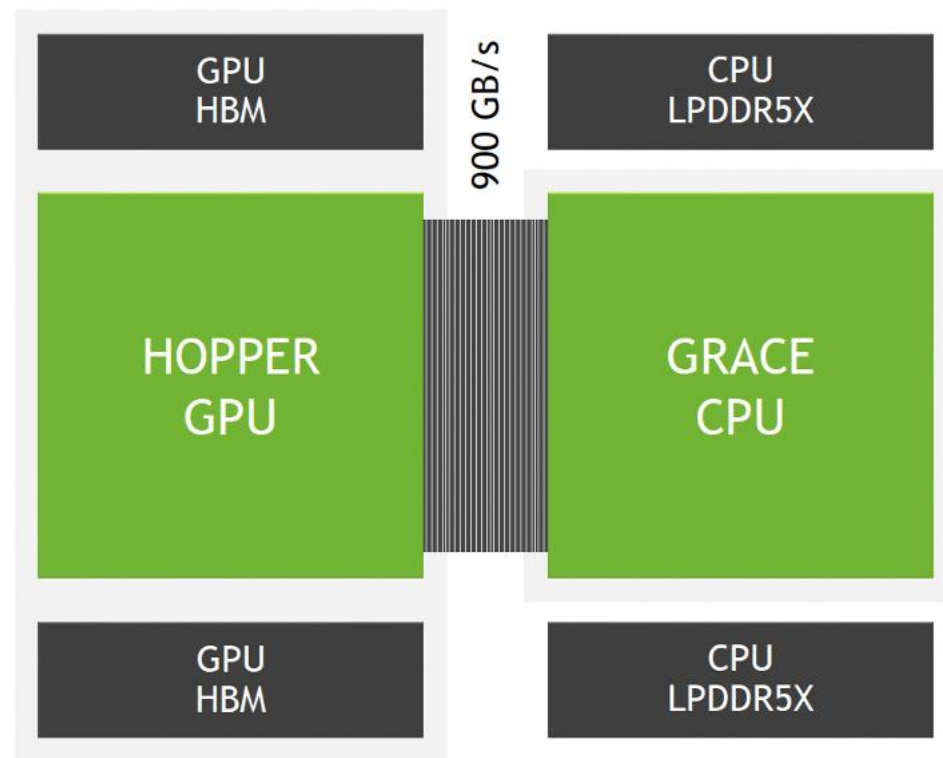 GPU
HBM
900 GB/s
CPU
LPDDR5X
HOPPER
GPU
GRACE
CPU
GPU
HBM
CPU
LPDDR5X